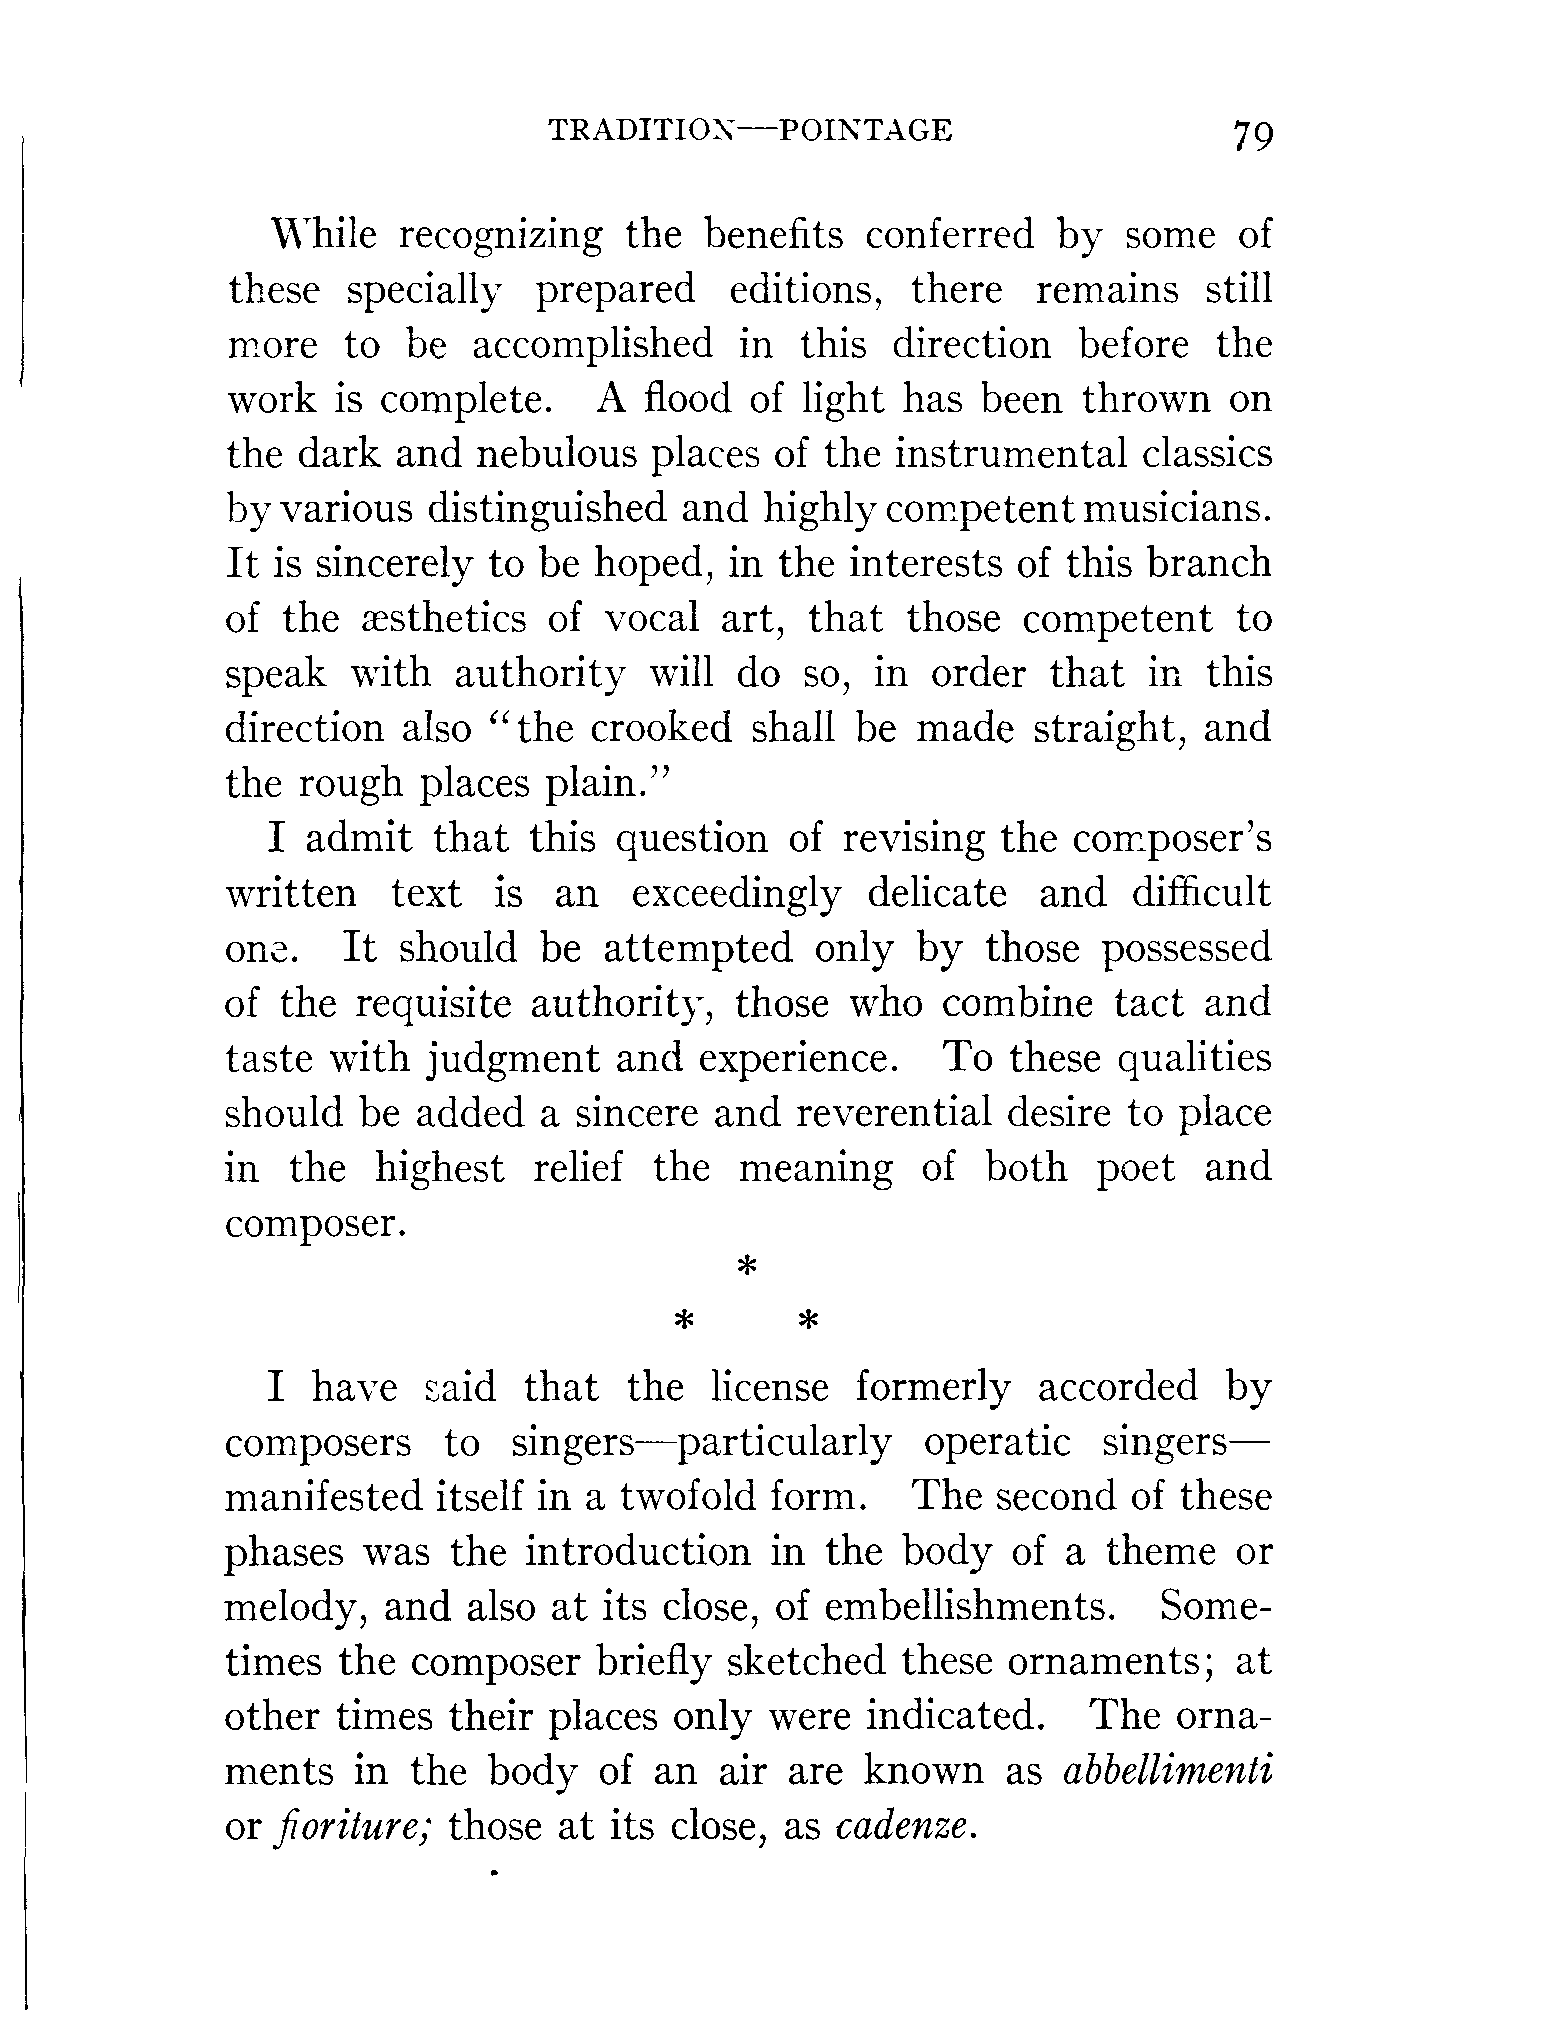 TRADITION—POINTAGE 79
While recognizing the benefits conferred by some of
these specially prepared editions, there remains still
more to be accomplished in this direction before the
work is complete. A flood of light has been thrown on
the dark and nebulous places of the instrumental classics
by various distinguished and highly competent musicians.
It is sincerely to be hoped, in the interests of this branch
of the æsthetics of vocal art, that those competent to
speak with authority will do so, in order that in this
direction also "the crooked shall be made straight, and
the rough places plain."
I admit that this question of revising the composer's
written text is an exceedingly delicate and difficult
one. It should be attempted only by those possessed
of the requisite authority, those who combine tact and
taste with judgment and experience. To these qualities
should be added a sincere and reverential desire to place
in the highest relief the meaning of both poet and
composer.
*
* *
I have said that the license formerly accorded by
composers to singers—particularly operatic singers—
manifested itself in a twofold form. The second of these
phases was the introduction in the body of a theme or
melody, and also at its close, of embellishments. Some-
times the composer briefly sketched these ornaments; at
other times their places only were indicated. The orna-
ments in the body of an air are known as abbellimenti
or fioriture; those at its close, as cadenze.